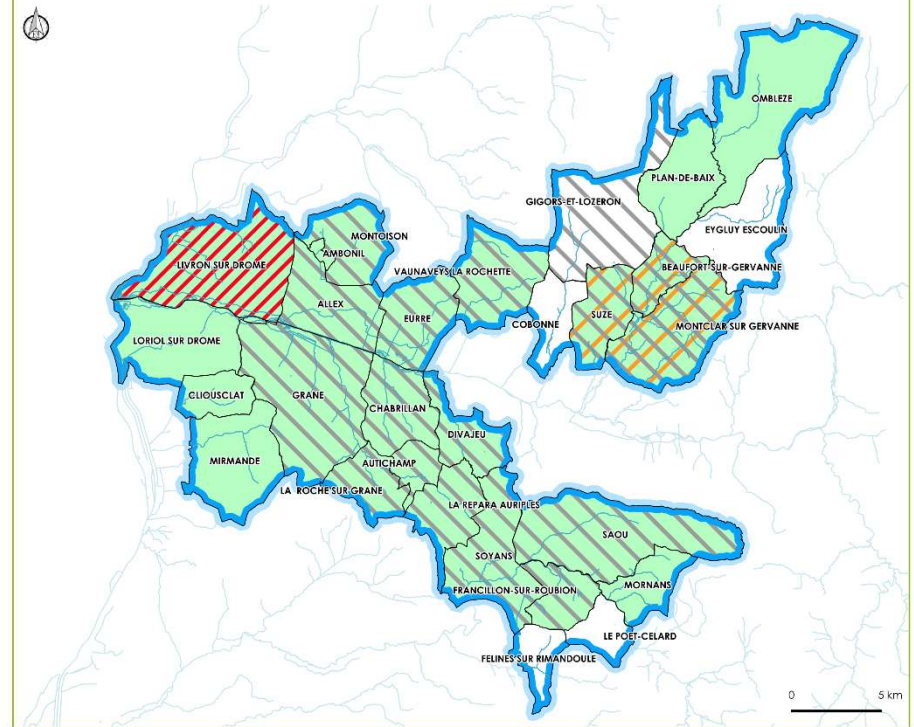 OMBLEZE
PLAN-DE-BAIX
GIGORS-ET-LOZERON
EYGLUY ESCOULIN
MONTOISON
AMBONIL
LIVRON SUR DROME
VAUNAVEYS LA ROCHETTE
BEAUFORT-SUR-GERVANNE
ALLEX
EURRE
COBONNE
SUZE
MONTCLAR SUR GERVANNE
LORIOL SUR DROME
CLIOUSCLAT
GRANE
CHABRILLAN
DIVAJEU
MIRMANDE
AUTICHAMP
LA ROCHE SUR GRANE
LA REPARA AURIPLES
SAOU
SOYANS
MORNANS
FRANCILLON-SUR-ROUBION
LE POET-CELARD
FELINES SUR RIMANDOULE
0 5 km